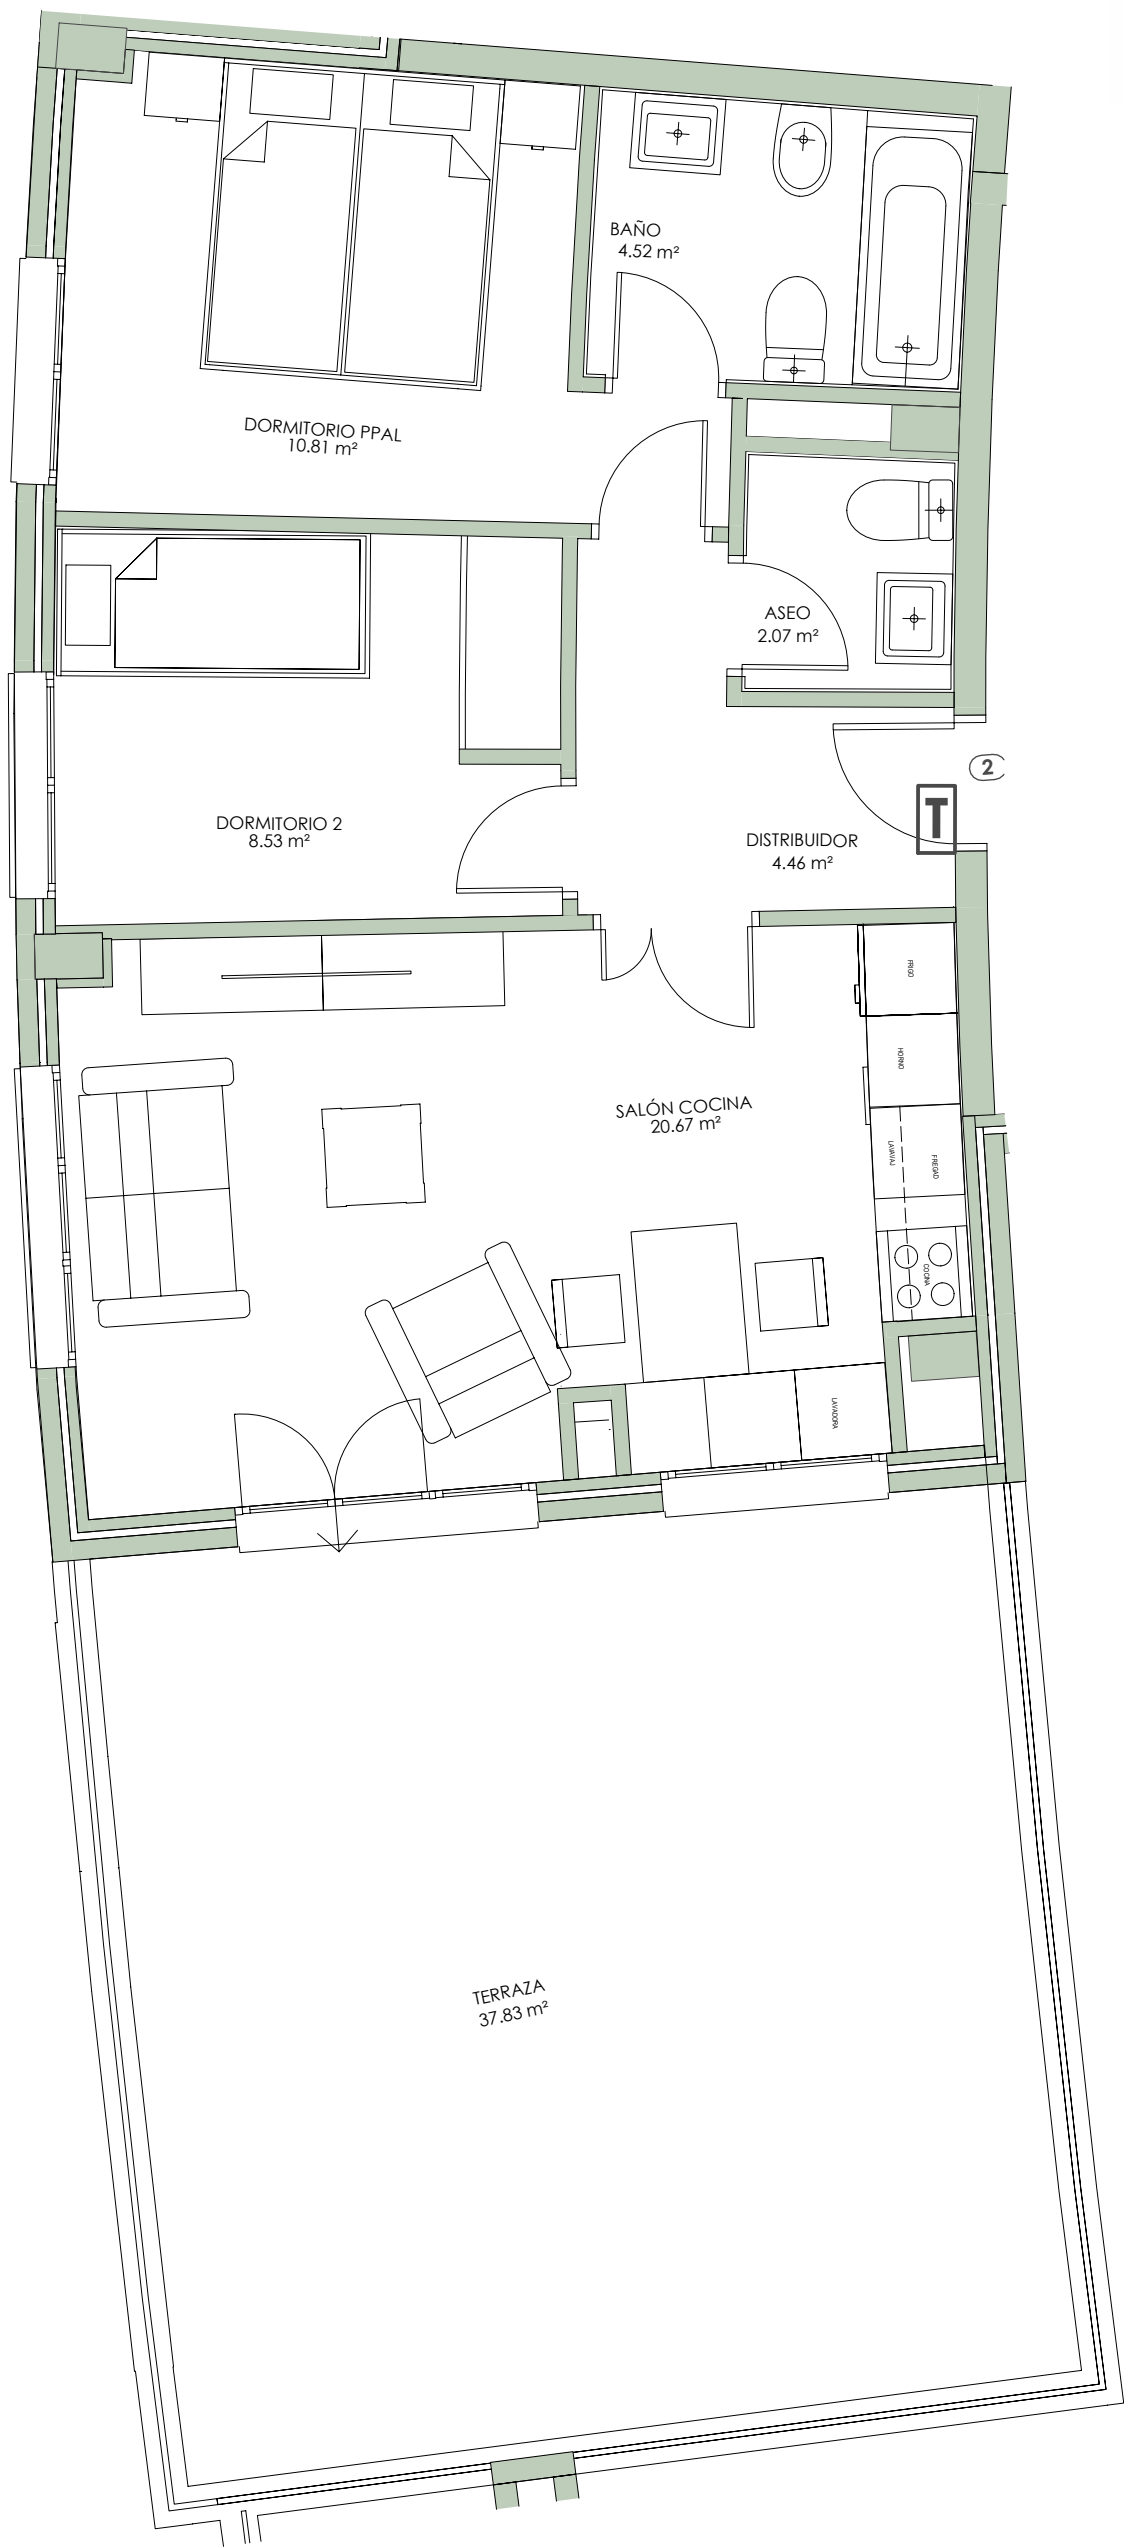 BAÑO
4.52 m²
DORMITORIO PPAL
10.81 m²
ASEO
2.07 m²
2
T
DORMITORIO 2
8.53 m²
DISTRIBUIDOR
4.46 m²
FRIGO
HORNO
SALÓN COCINA
20.67 m²
LAVAVAJ
FREGAD
COCINA
LAVADORA
TERRAZA
37.83 m²